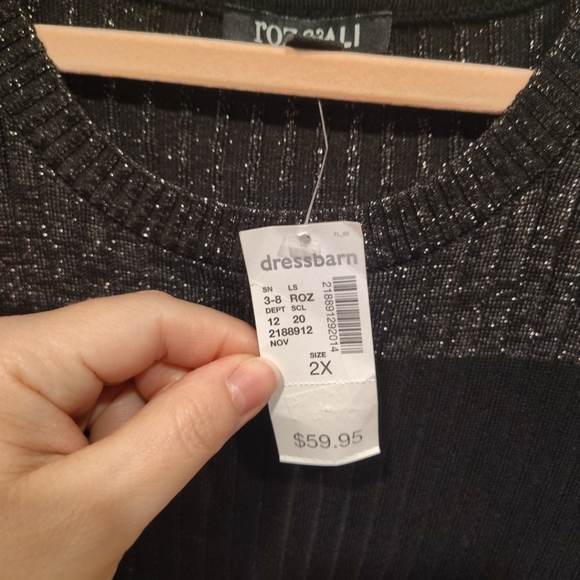 roz & ALI
FL_63
dressbarn
SN LS
3-8 ROZ
DEPT SCL
12 20
2188912
NOV
218891292014
SIZE
2X
$59.95